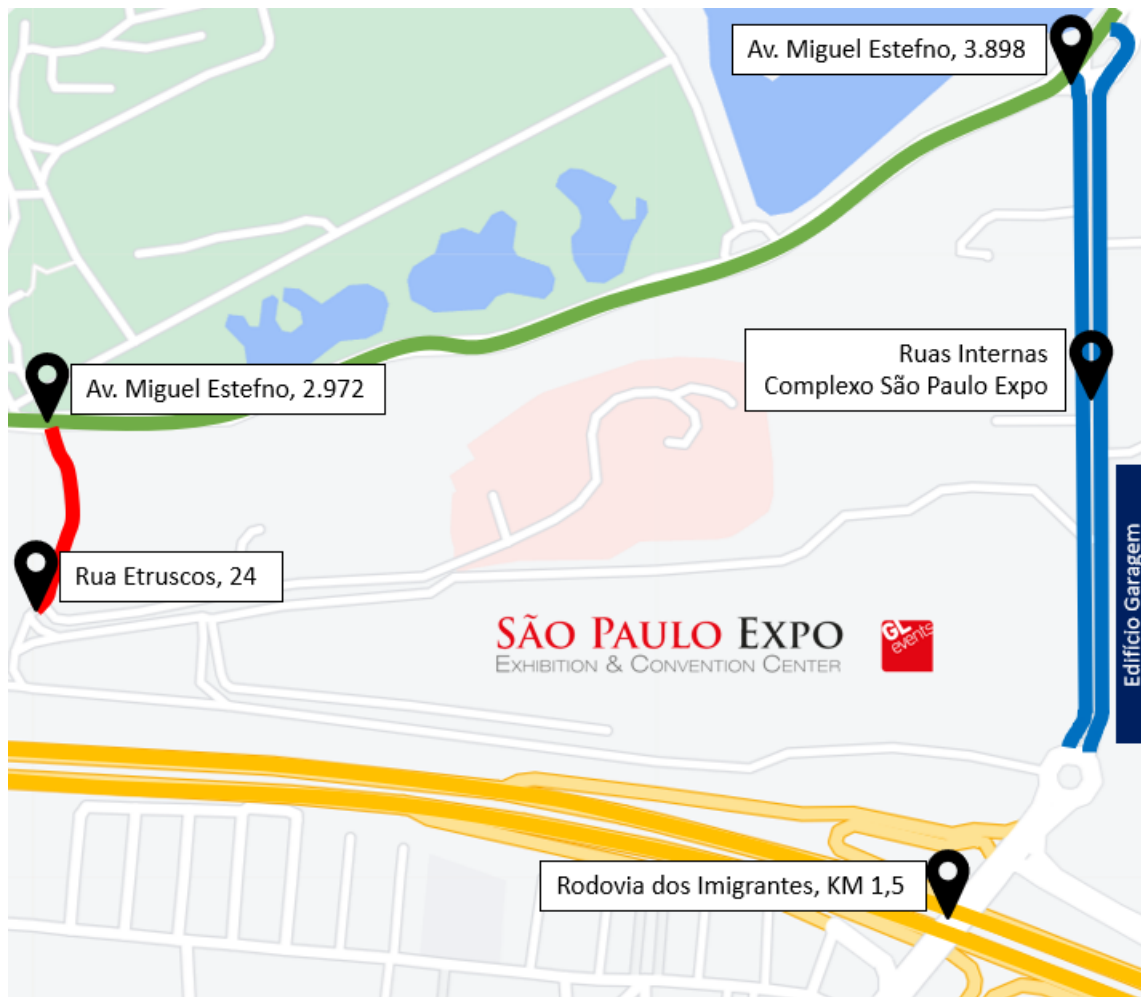 Av. Miguel Estefno, 3.898
Ruas Internas
Complexo São Paulo Expo
Av. Miguel Estefno, 2.972
Edifício Garagem
Rua Etruscos, 24
SÃO PAULO EXPO
EXHIBITION & CONVENTION CENTER
GL
events
Rodovia dos Imigrantes, KM 1,5